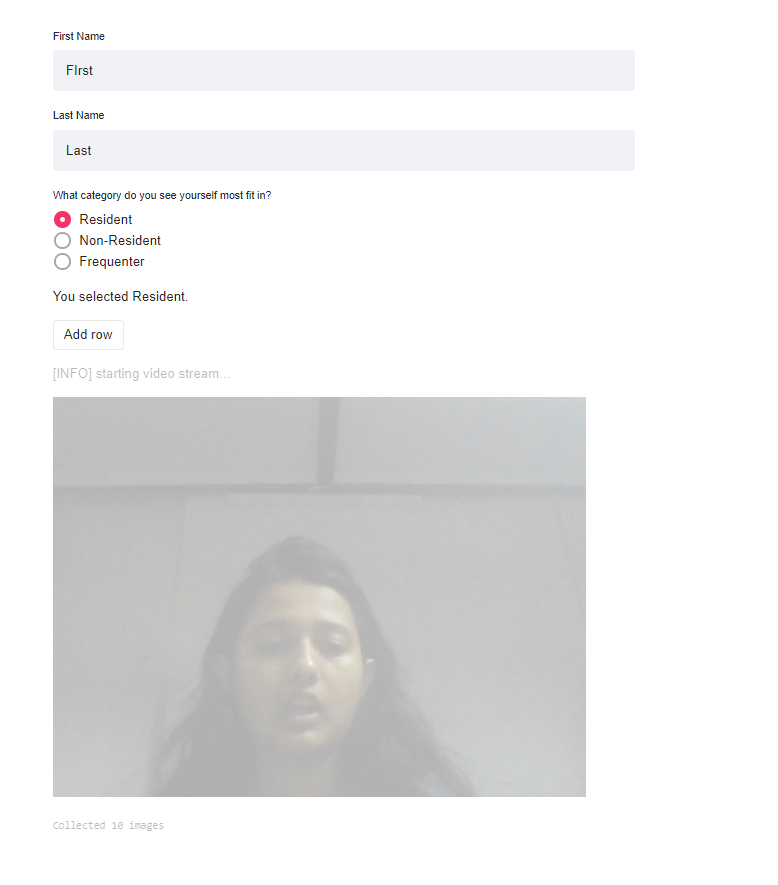 First Name
FIrst
Last Name
Last
What category do you see yourself most fit in?
Resident
Non-Resident
Frequenter
You selected Resident.
Add row
[INFO] starting video stream...
Collected 10 images